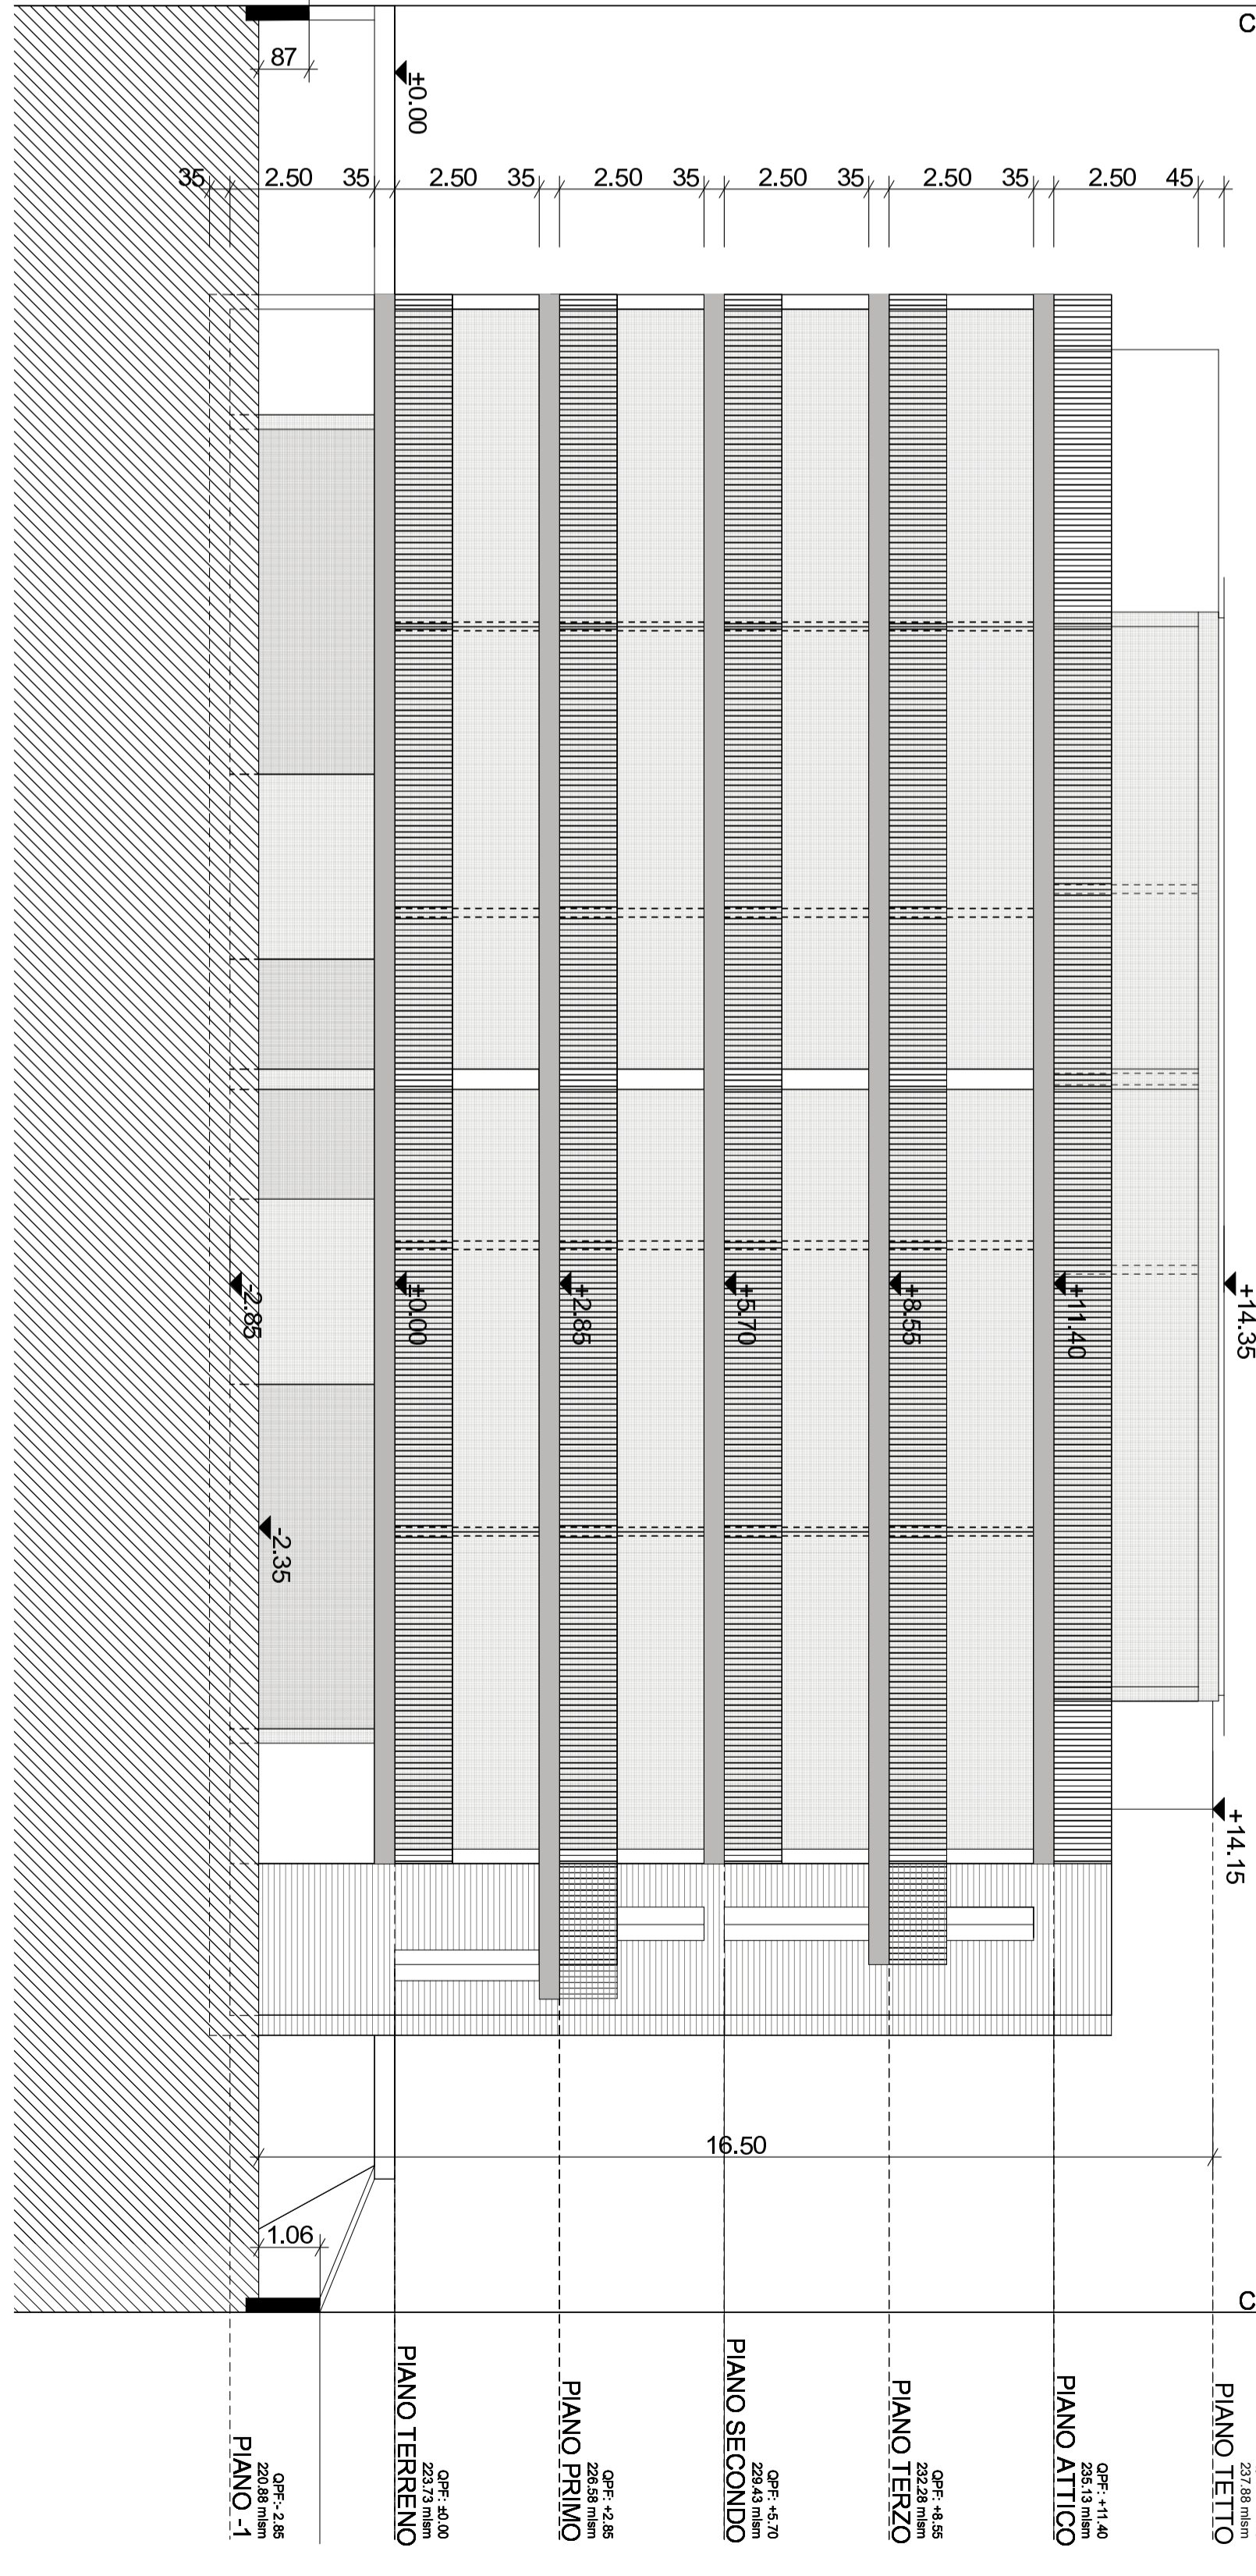 C
87
±0.00
35
2.50
35
2.50
35
2.50
35
2.50
35
2.50
35
2.50
45
-2.85
±0.00
+2.85
+5.70
+8.55
+11.40
+14.35
-2.35
+14.15
16.50
1.06
C
237.88 mlsm
PIANO TETTO
QPF: +11.40
235.13 mlsm
PIANO ATTICO
QPF: +8.55
232.28 mlsm
PIANO TERZO
QPF: +5.70
229.43 mlsm
PIANO SECONDO
QPF: +2.85
226.58 mlsm
PIANO PRIMO
QPF: ±0.00
223.73 mlsm
PIANO TERRENO
QPF:- 2.85
220.88 mlsm
PIANO -1